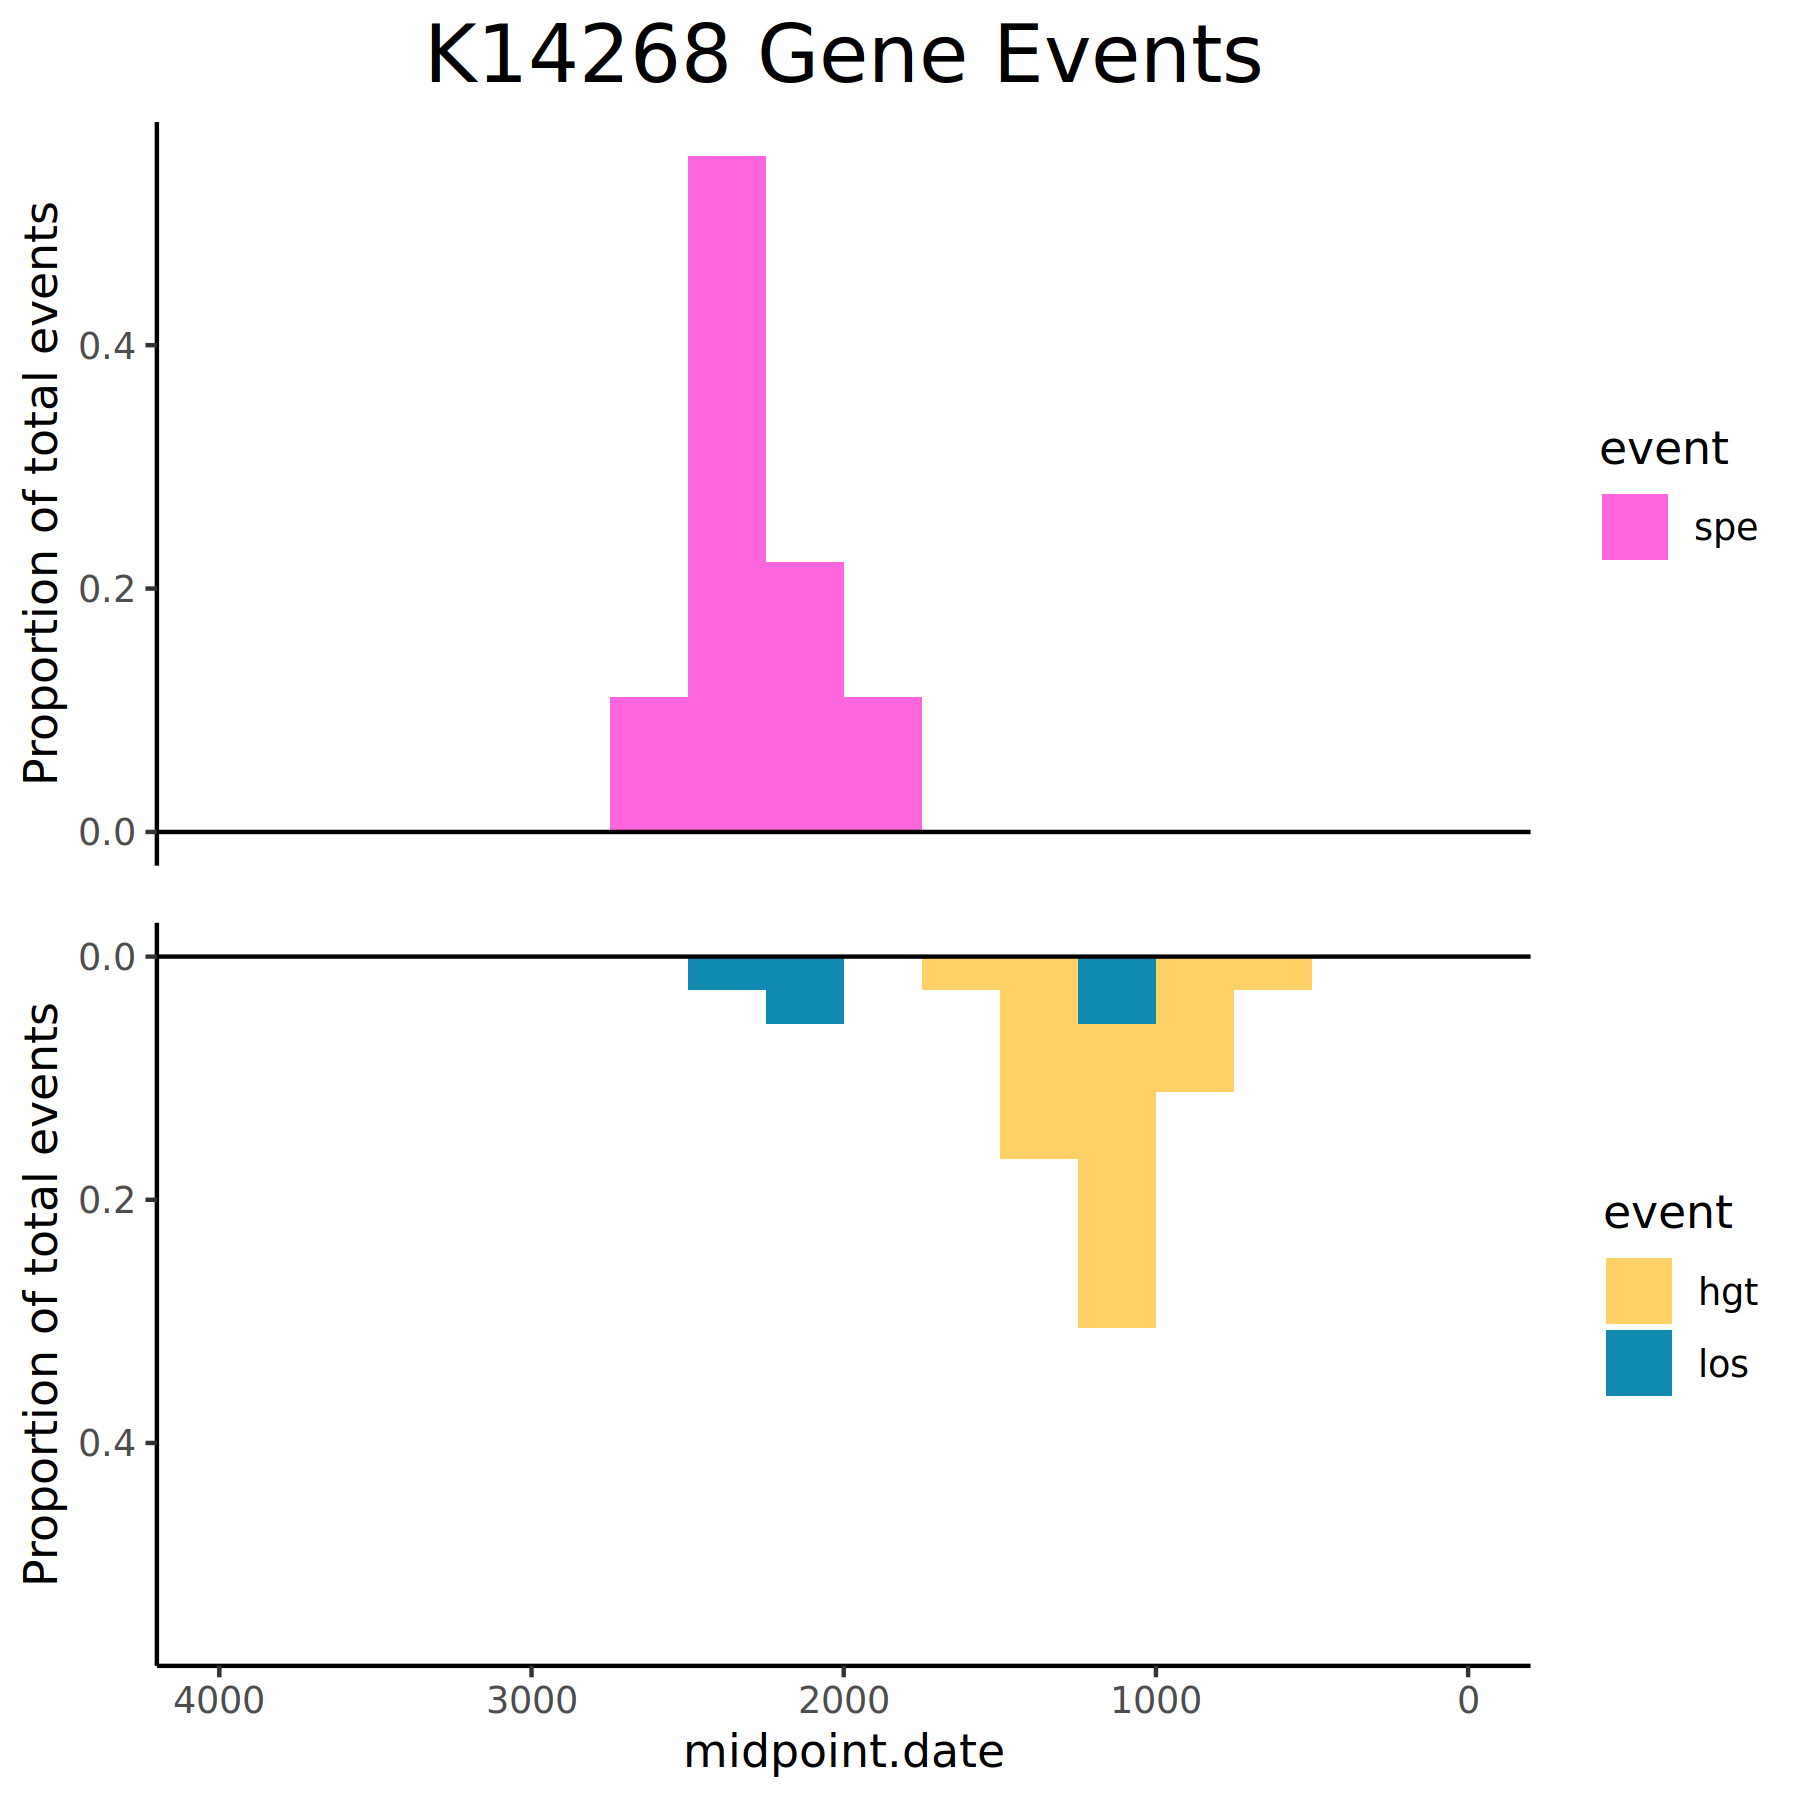 K14268 Gene Events
Proportion of total events
0.4
0.2
0.0
event
spe
Proportion of total events
0.0
0.2
0.4
event
hgt
los
4000 3000 2000 1000 0
midpoint.date